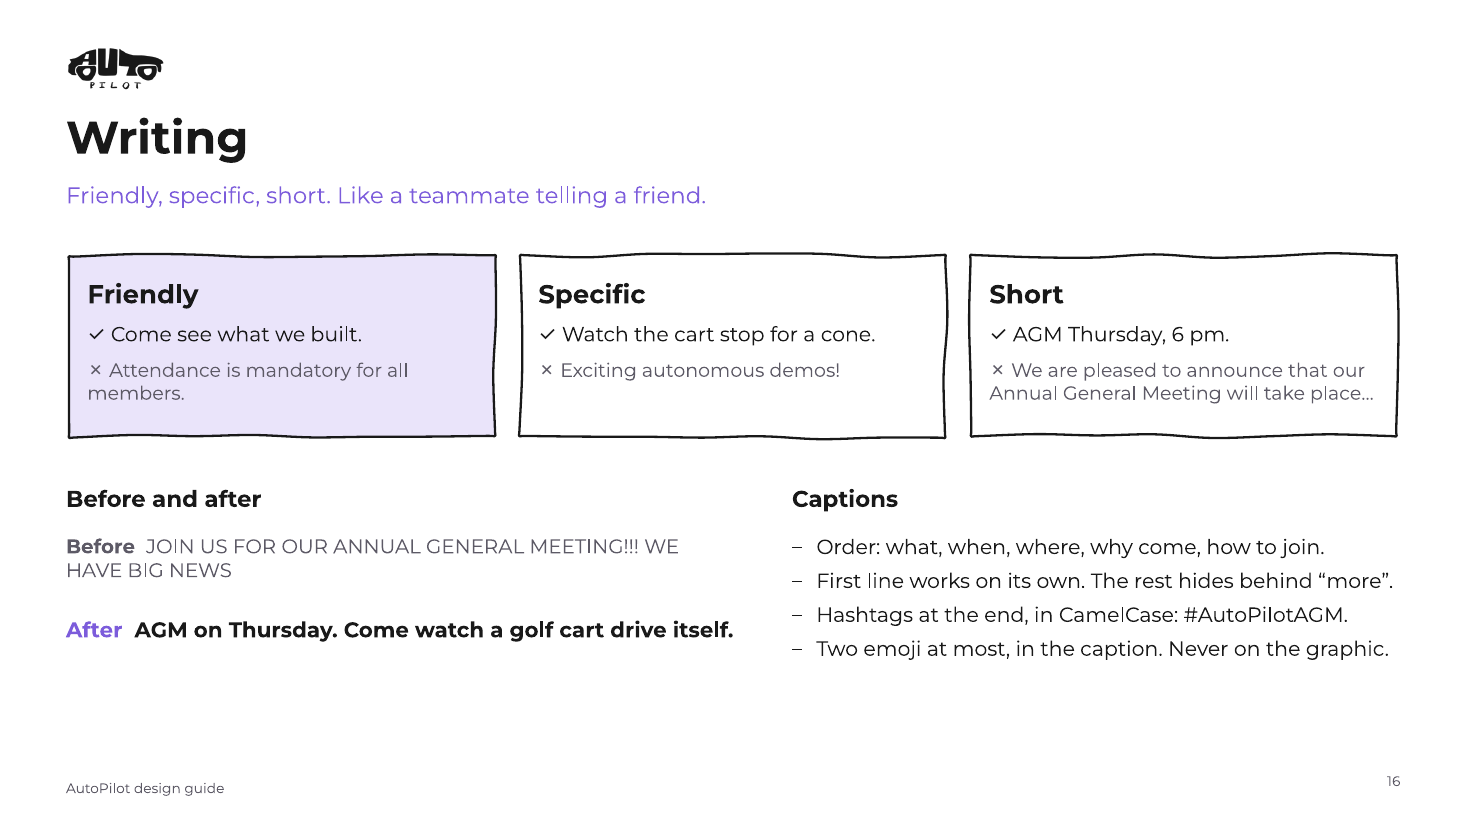 AUTO
PILOT
Writing
Friendly, specific, short. Like a teammate telling a friend.
Friendly
✓ Come see what we built.
× Attendance is mandatory for all
members.
Specific
✓ Watch the cart stop for a cone.
× Exciting autonomous demos!
Short
✓ AGM Thursday, 6 pm.
× We are pleased to announce that our
Annual General Meeting will take place...
Before and after
Before JOIN US FOR OUR ANNUAL GENERAL MEETING!!! WE
HAVE BIG NEWS
After AGM on Thursday. Come watch a golf cart drive itself.
Captions
– Order: what, when, where, why come, how to join.
– First line works on its own. The rest hides behind “more”.
– Hashtags at the end, in CamelCase: #AutoPilotAGM.
– Two emoji at most, in the caption. Never on the graphic.
AutoPilot design guide
16